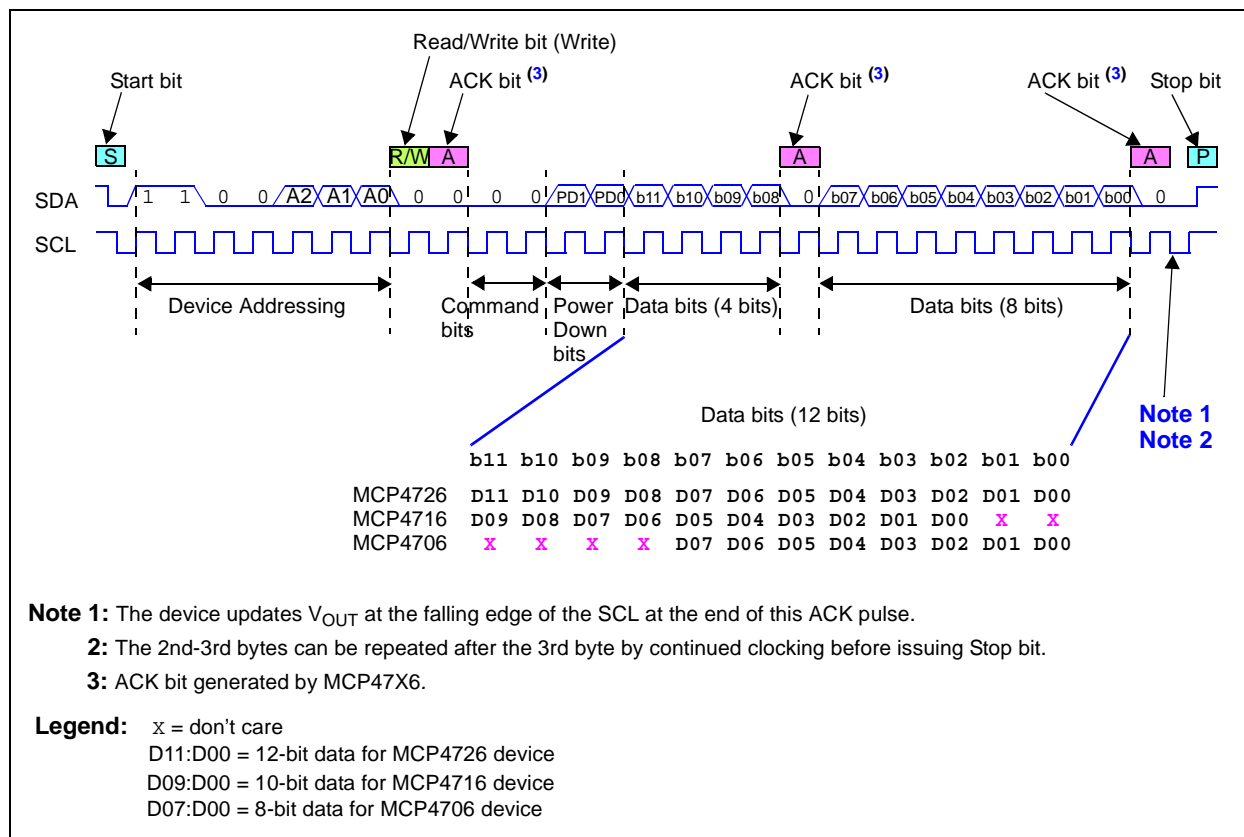 Read/Write bit (Write)
Start bit
ACK bit (3)
ACK bit (3)
ACK bit (3)
Stop bit
S
R/W
A
A
A
P
SDA 1 1 0 0 A2 A1 A0 0 0 0 0 PD1 PD0 b11 b10 b09 b08 0 b07 b06 b05 b04 b03 b02 b01 b00 0
SCL
Device Addressing
Command
bits
Power
Down
bits
Data bits (4 bits)
Data bits (8 bits)
Note 1
Note 2
Data bits (12 bits)
b11 b10 b09 b08 b07 b06 b05 b04 b03 b02 b01 b00
MCP4726 D11 D10 D09 D08 D07 D06 D05 D04 D03 D02 D01 D00
MCP4716 D09 D08 D07 D06 D05 D04 D03 D02 D01 D00 X X
MCP4706 X X X X D07 D06 D05 D04 D03 D02 D01 D00
Note 1: The device updates VOUT at the falling edge of the SCL at the end of this ACK pulse.
2: The 2nd-3rd bytes can be repeated after the 3rd byte by continued clocking before issuing Stop bit.
3: ACK bit generated by MCP47X6.
Legend: X = don't care
D11:D00 = 12-bit data for MCP4726 device
D09:D00 = 10-bit data for MCP4716 device
D07:D00 = 8-bit data for MCP4706 device